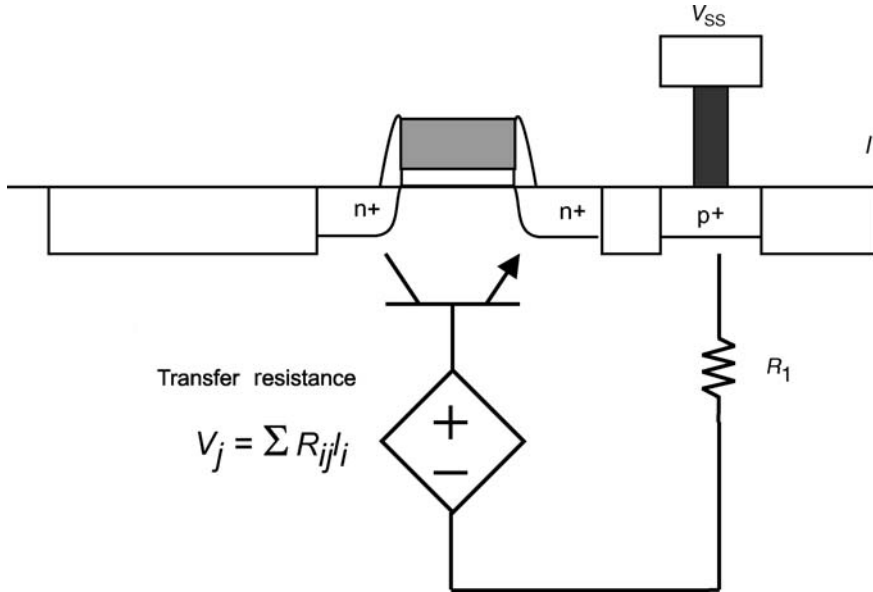 VSS
I
n+
n+
p+
R1
Transfer resistance
Vj = Σ RijIi
+
−